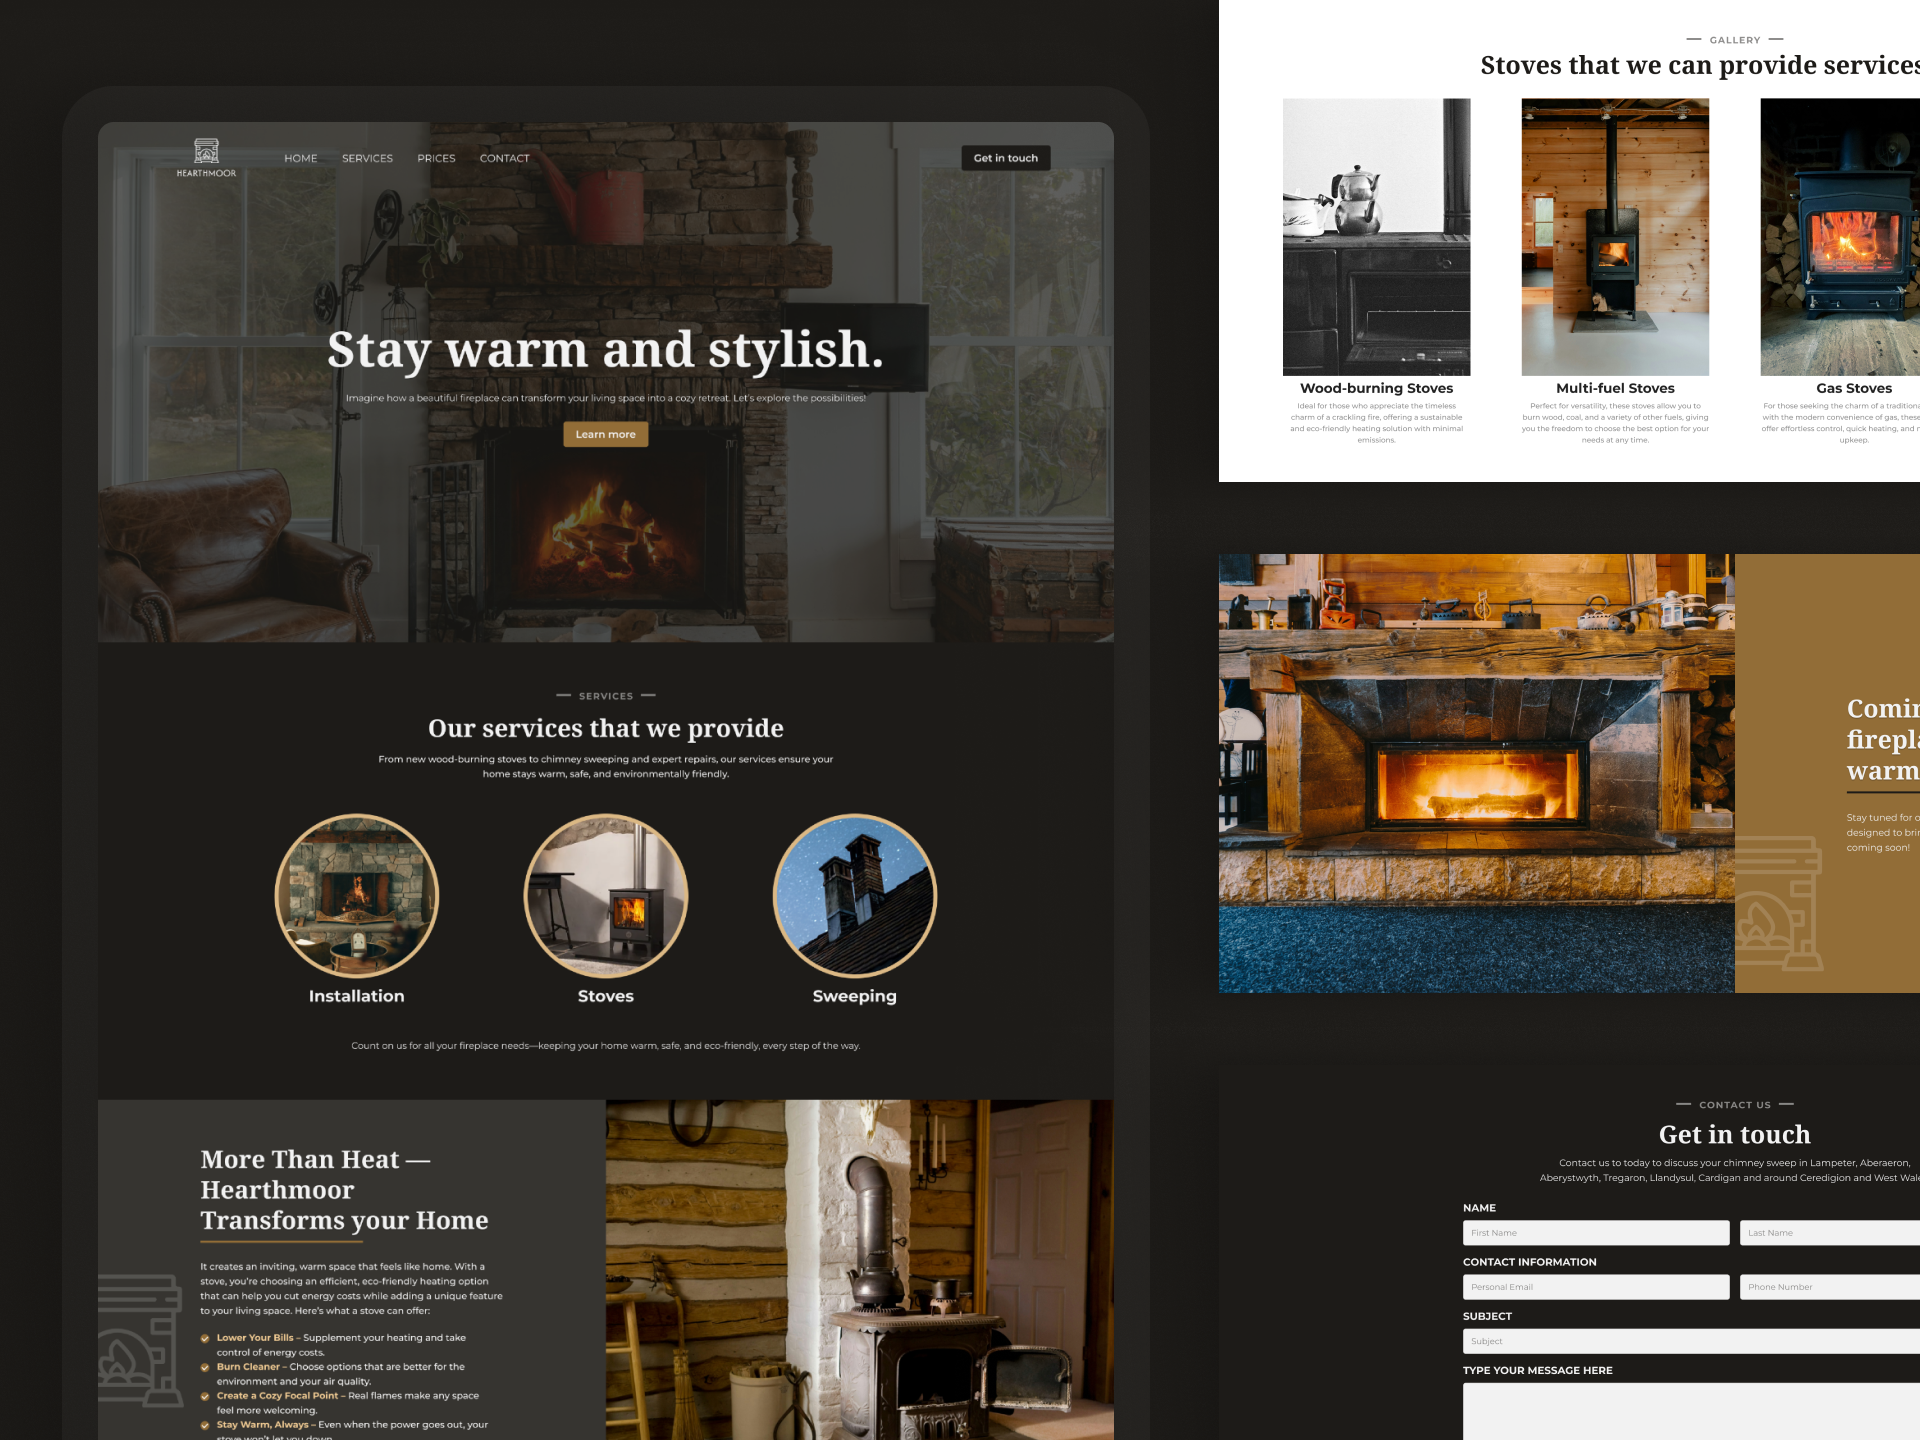 HEARTHMOOR
HOME SERVICES PRICES CONTACT
Get in touch
Stay warm and stylish.
Imagine how a beautiful fireplace can transform your living space into a cozy retreat. Let's explore the possibilities!
Learn more
SERVICES
Our services that we provide
From new wood-burning stoves to chimney sweeping and expert repairs, our services ensure your
home stays warm, safe, and environmentally friendly.
Installation
Stoves
Sweeping
Count on us for all your fireplace needs—keeping your home warm, safe, and eco-friendly, every step of the way.
More Than Heat —
Hearthmoor
Transforms your Home
It creates an inviting, warm space that feels like home. With a
stove, you're choosing an efficient, eco-friendly heating option
that can help you cut energy costs while adding a unique feature
to your living space. Here's what a stove can offer:
Lower Your Bills – Supplement your heating and take
control of energy costs.
Burn Cleaner – Choose options that are better for the
environment and your air quality.
Create a Cozy Focal Point – Real flames make any space
feel more welcoming.
Stay Warm, Always – Even when the power goes out, your
stove won't let you down.
GALLERY
Stoves that we can provide services
Wood-burning Stoves
Ideal for those who appreciate the timeless
charm of a crackling fire, offering a sustainable
and eco-friendly heating solution with minimal
emissions.
Multi-fuel Stoves
Perfect for versatility, these stoves allow you to
burn wood, coal, and a variety of other fuels, giving
you the freedom to choose the best option for your
needs at any time.
Gas Stoves
For those seeking the charm of a traditiona
with the modern convenience of gas, these
offer effortless control, quick heating, and
upkeep.
Comin
firepla
warm
Stay tuned for o
designed to brin
coming soon!
CONTACT US
Get in touch
Contact us to today to discuss your chimney sweep in Lampeter, Aberaeron,
Aberystwyth, Tregaron, Llandysul, Cardigan and around Ceredigion and West Wale
NAME
First Name
Last Name
CONTACT INFORMATION
Personal Email
Phone Number
SUBJECT
Subject
TYPE YOUR MESSAGE HERE